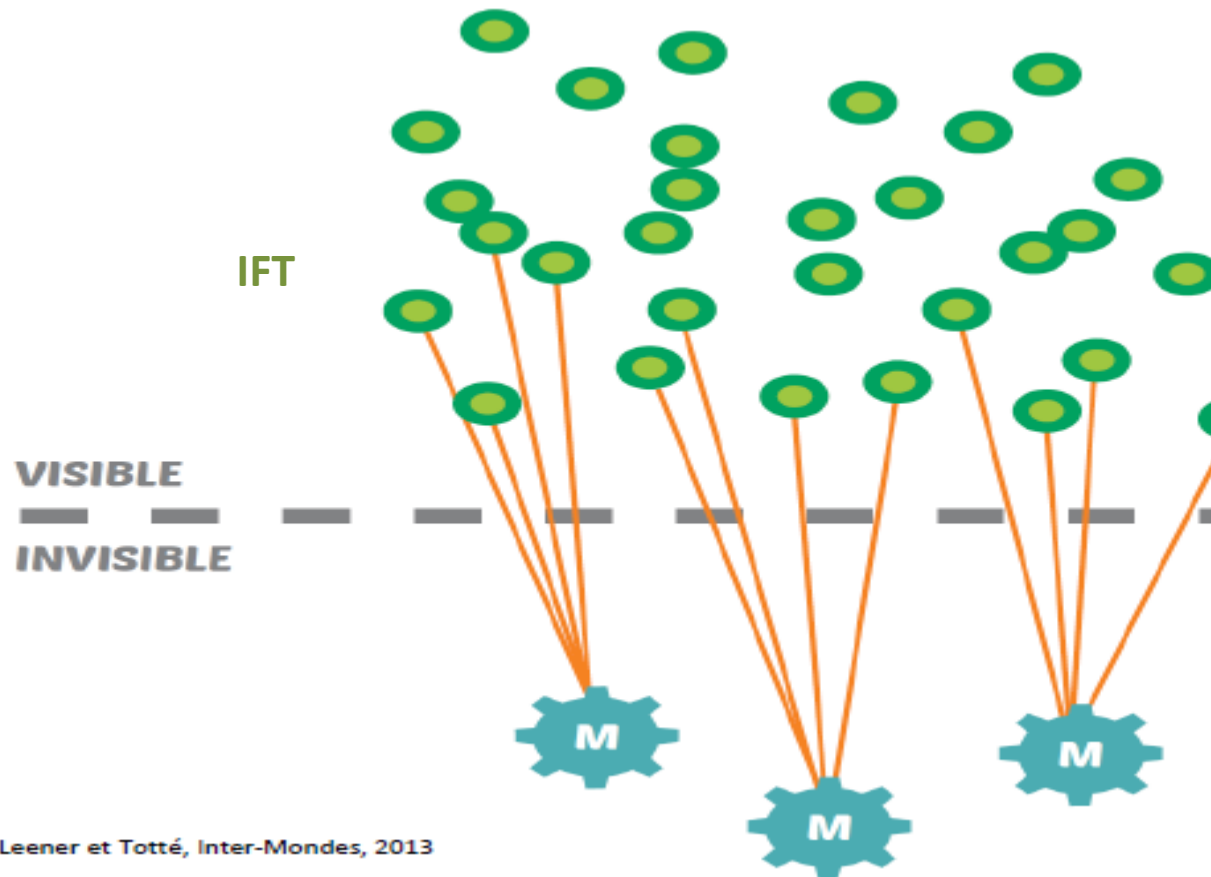 IFT
VISIBLE
INVISIBLE
M
M
M
Leener et Totté, Inter-Mondes, 2013